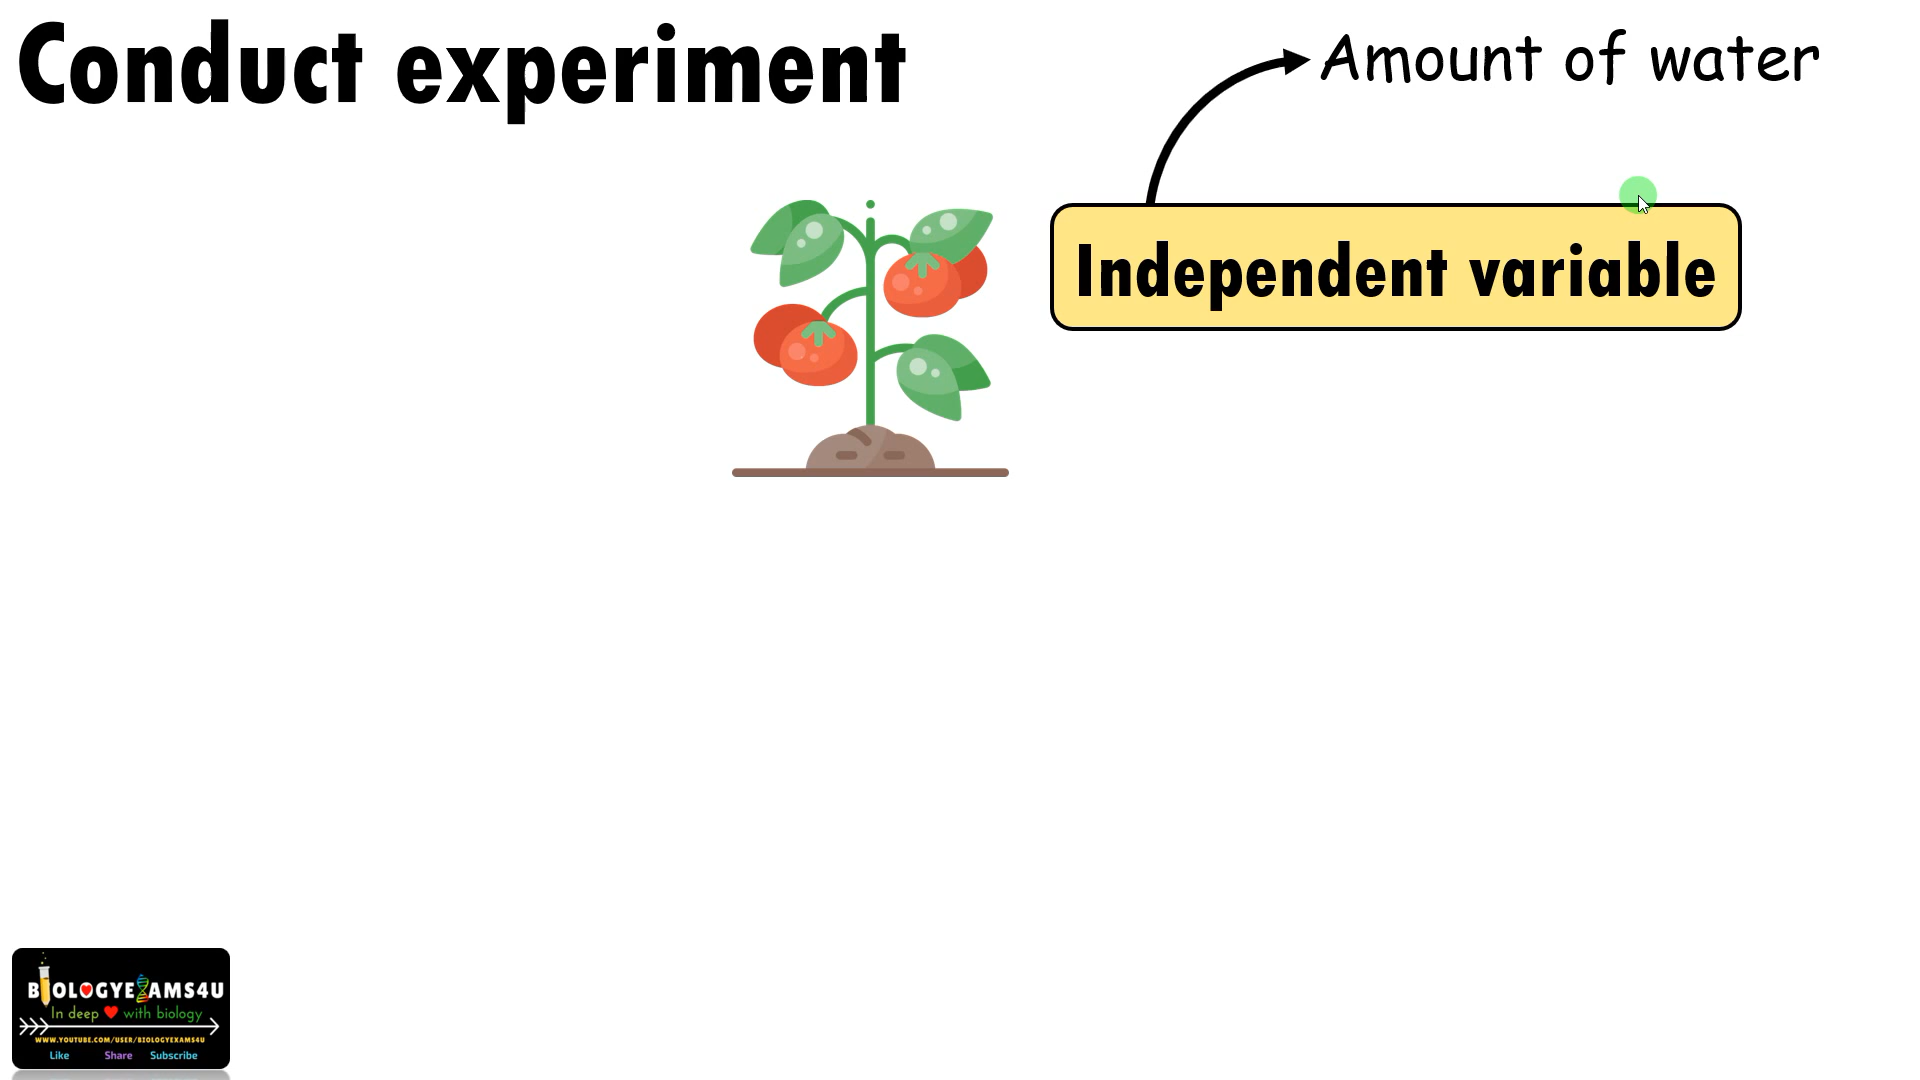 Conduct experiment
Amount of water
Independent variable
BIOLOGYEXAMS4U
In deep with biology
WWW.YOUTUBE.COM/USER/BIOLOGYEXAMS4U
Like Share Subscribe